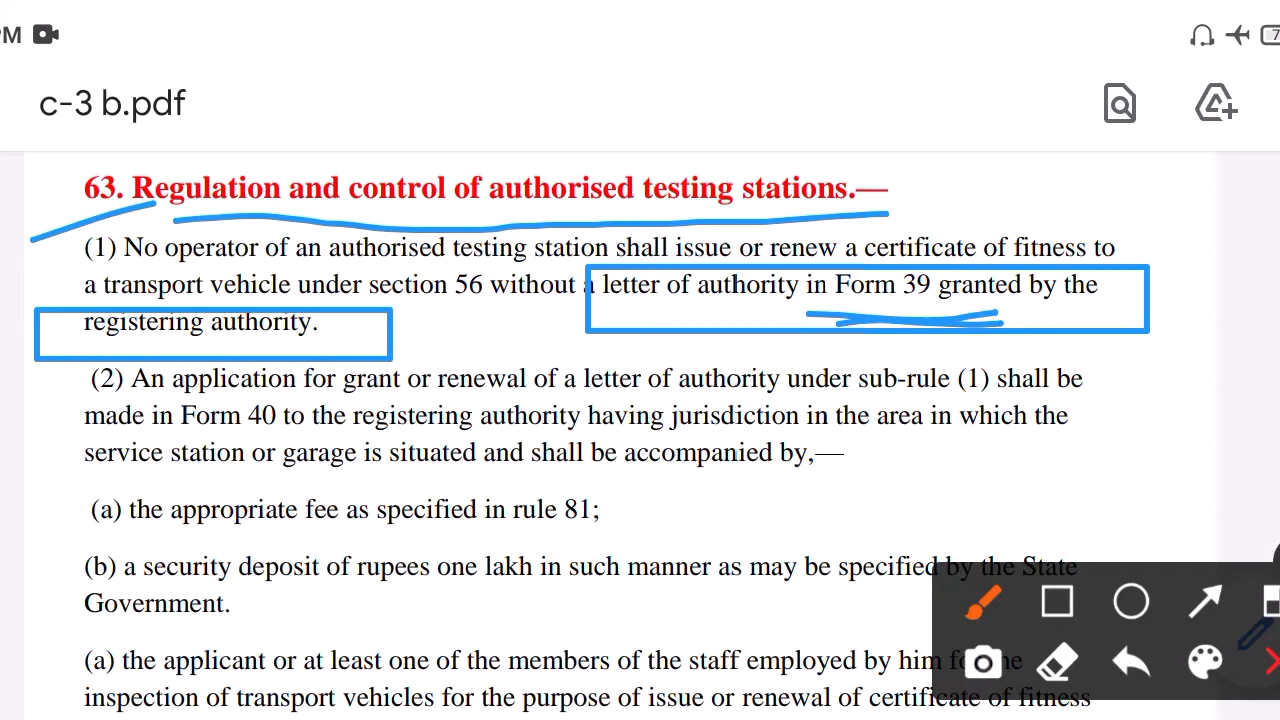 PM
7
c-3 b.pdf
63. Regulation and control of authorised testing stations.—
(1) No operator of an authorised testing station shall issue or renew a certificate of fitness to
a transport vehicle under section 56 without a letter of authority in Form 39 granted by the
registering authority.
(2) An application for grant or renewal of a letter of authority under sub-rule (1) shall be
made in Form 40 to the registering authority having jurisdiction in the area in which the
service station or garage is situated and shall be accompanied by,—
(a) the appropriate fee as specified in rule 81;
(b) a security deposit of rupees one lakh in such manner as may be specified by the State
Government.
(a) the applicant or at least one of the members of the staff employed by him for the
inspection of transport vehicles for the purpose of issue or renewal of certificate of fitness